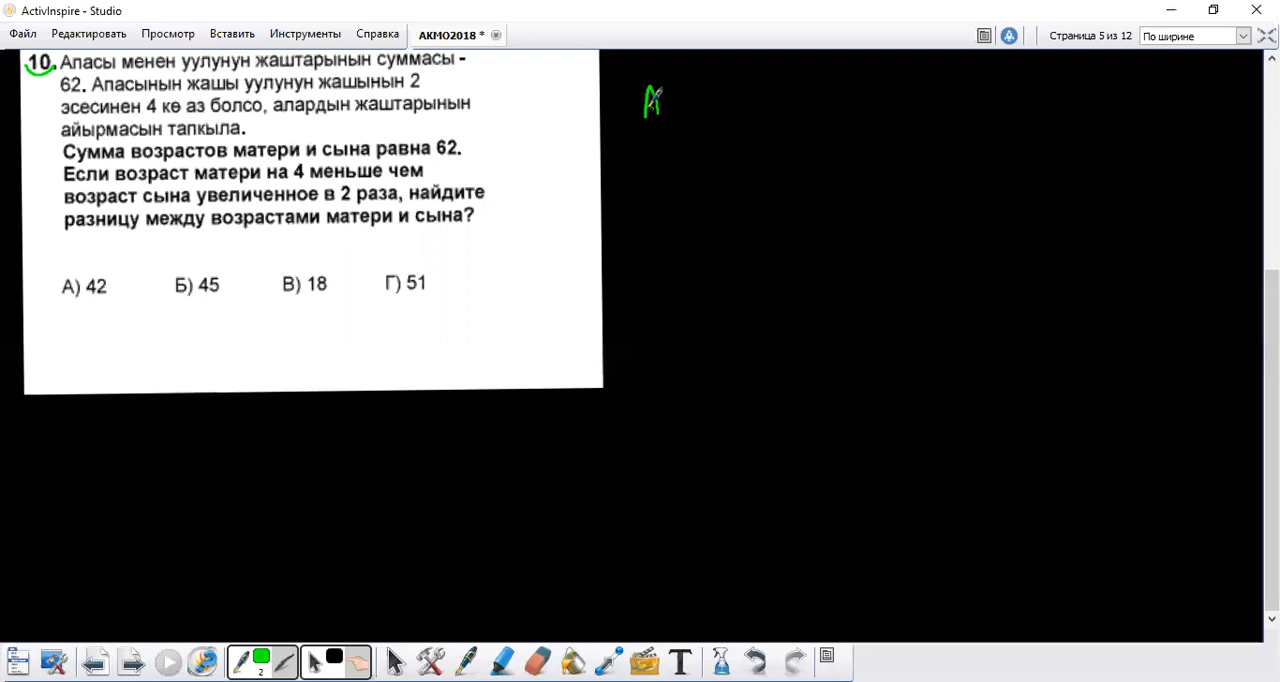 ActivInspire - Studio
Файл Редактировать Просмотр Вставить Инструменты Справка АКМО2018 * Страница 5 из 12 По ширине
10. Апасы менен уулунун жаштарынын суммасы -
62. Апасынын жашы уулунун жашынын 2
эсесинен 4 кө аз болсо, алардын жаштарынын
айырмасын тапкыла.
Сумма возрастов матери и сына равна 62.
Если возраст матери на 4 меньше чем
возраст сына увеличенное в 2 раза, найдите
разницу между возрастами матери и сына?
А) 42 Б) 45 В) 18 Г) 51
А
2
T